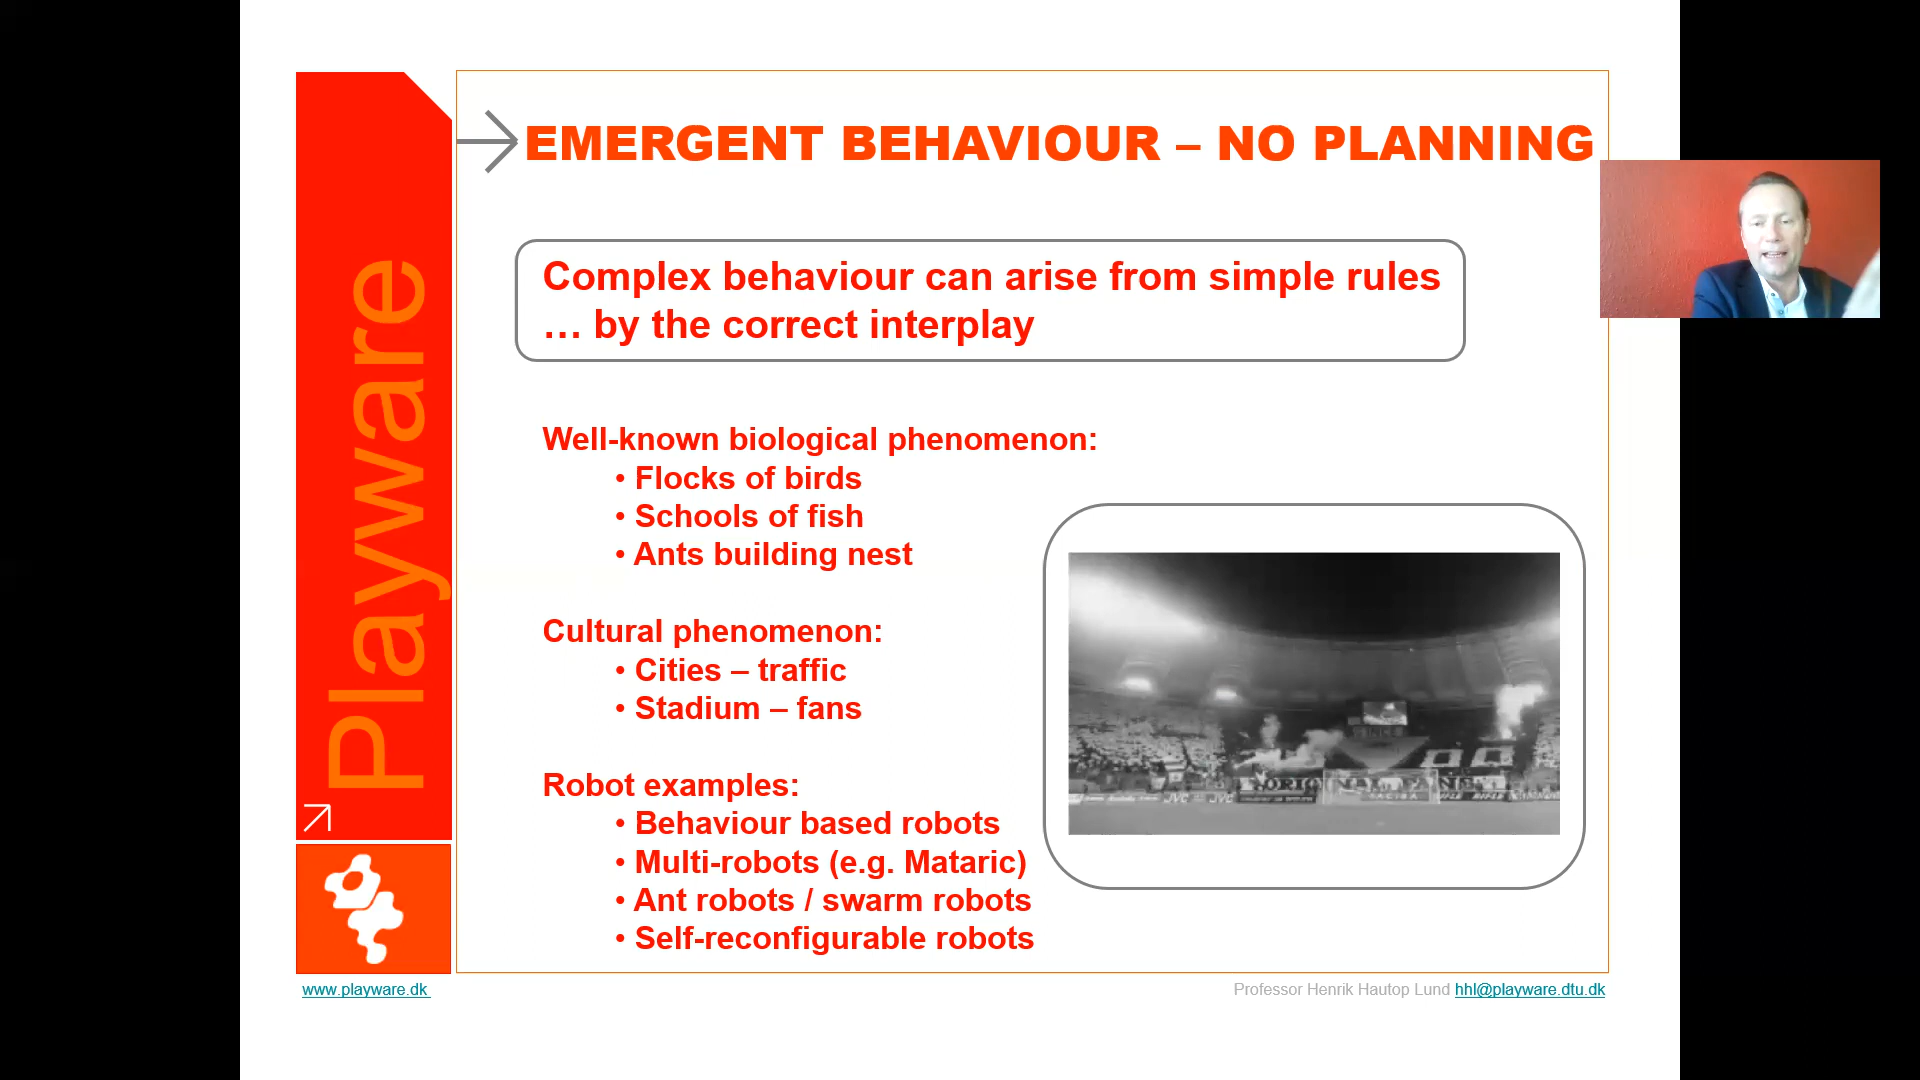 EMERGENT BEHAVIOUR – NO PLANNING
Complex behaviour can arise from simple rules
… by the correct interplay
Well-known biological phenomenon:
• Flocks of birds
• Schools of fish
• Ants building nest
Cultural phenomenon:
• Cities – traffic
• Stadium – fans
Robot examples:
• Behaviour based robots
• Multi-robots (e.g. Mataric)
• Ant robots / swarm robots
• Self-reconfigurable robots
Playware
JVC JVC
www.playware.dk
Professor Henrik Hautop Lund hhl@playware.dtu.dk